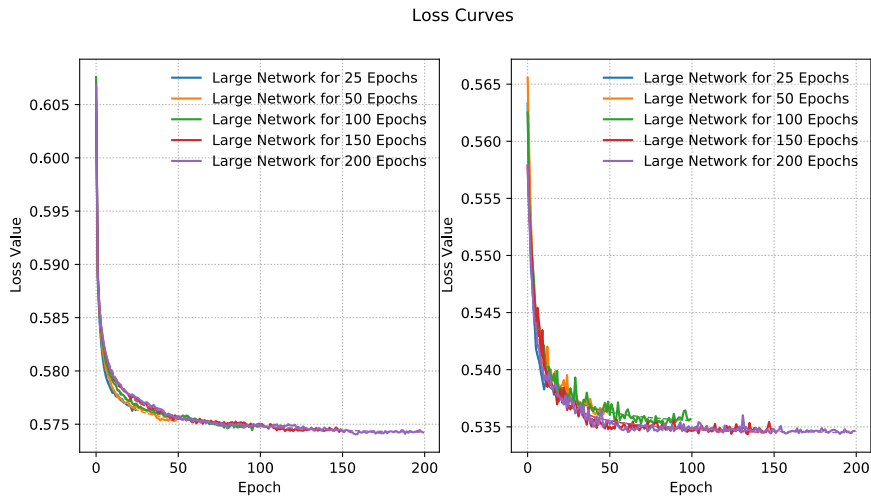 Loss Curves
Loss Value
0.605
0.600
0.595
0.590
0.585
0.580
0.575
0
50
100
150
200
Epoch
Large Network for 25 Epochs
Large Network for 50 Epochs
Large Network for 100 Epochs
Large Network for 150 Epochs
Large Network for 200 Epochs
Loss Value
0.565
0.560
0.555
0.550
0.545
0.540
0.535
0
50
100
150
200
Epoch
Large Network for 25 Epochs
Large Network for 50 Epochs
Large Network for 100 Epochs
Large Network for 150 Epochs
Large Network for 200 Epochs